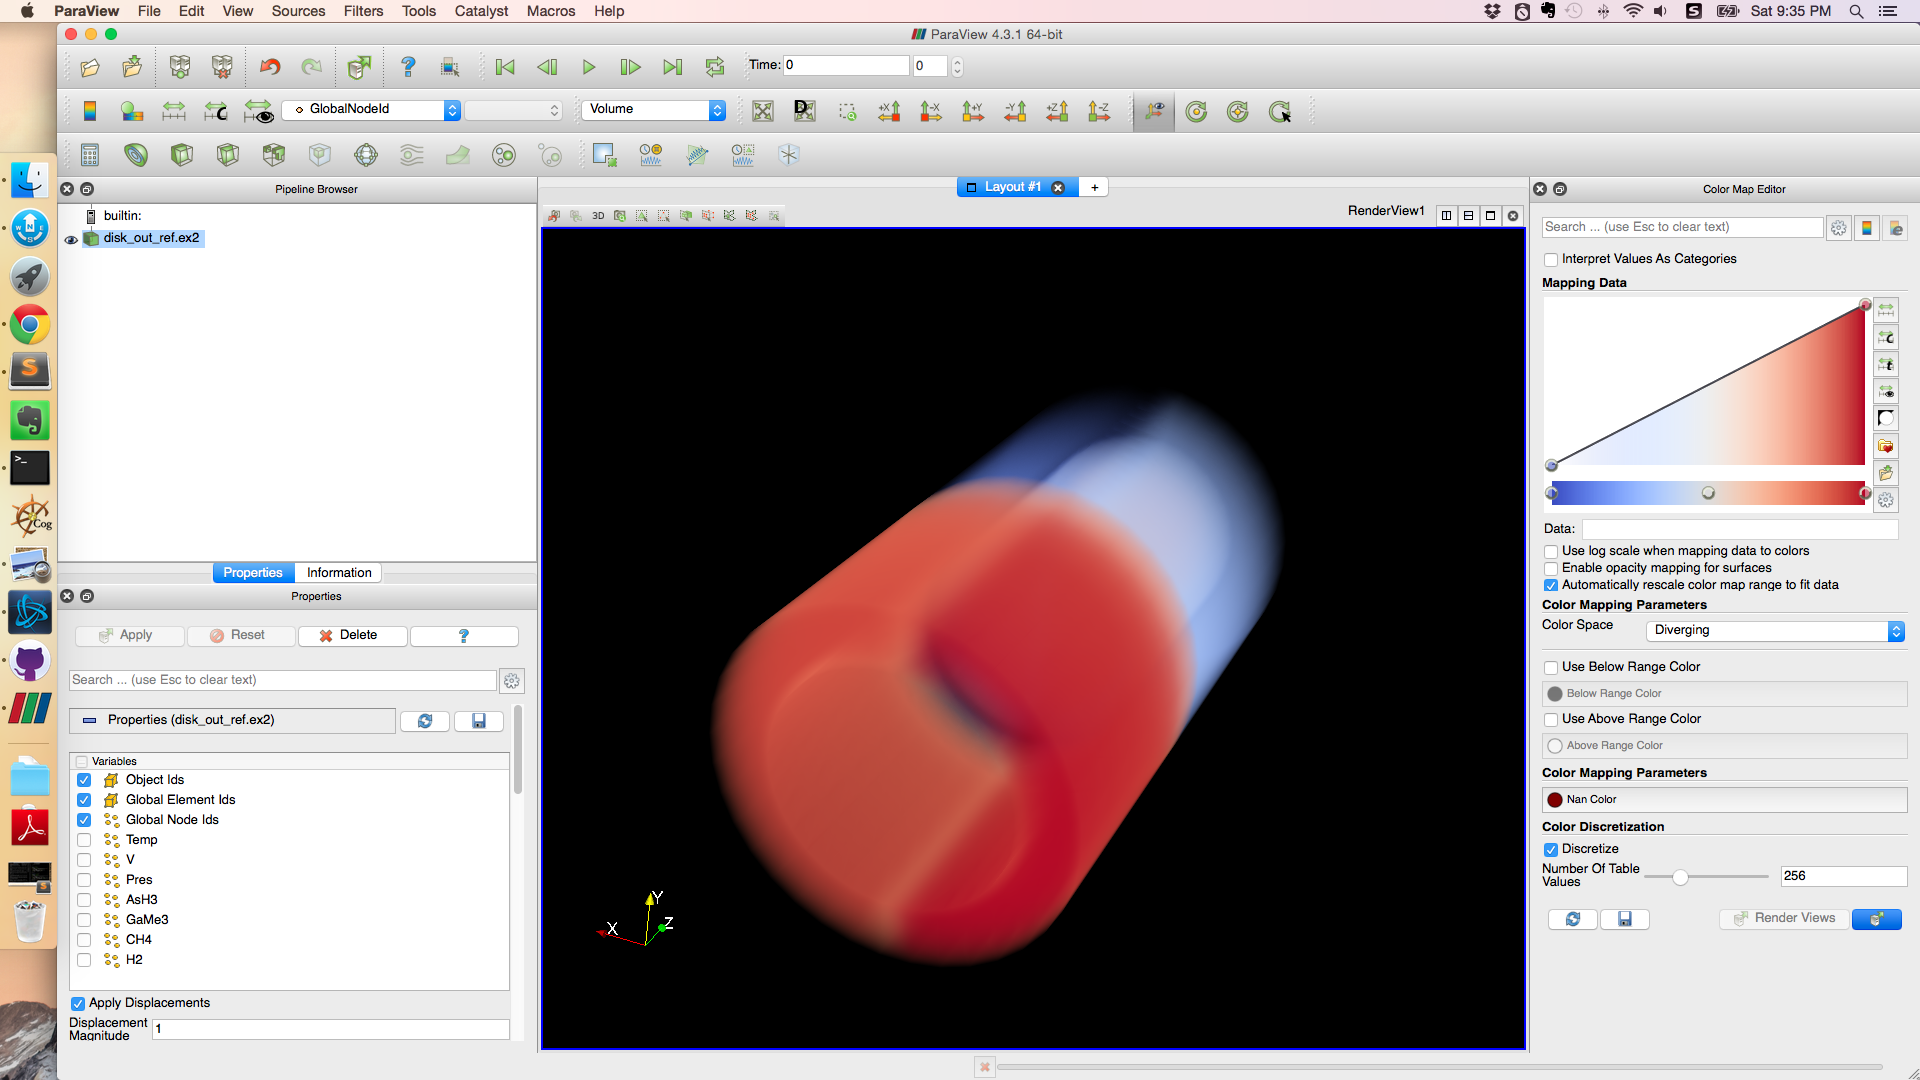 ParaView File Edit View Sources Filters Tools Catalyst Macros Help Sat 9:35 PM
ParaView 4.3.1 64-bit
Time: 0 0
GlobalNodeId Volume
+X -X +Y -Y +Z -Z
Pipeline Browser
Layout #1 +
Color Map Editor
builtin:
disk_out_ref.ex2
3D
RenderView1
Search ... (use Esc to clear text)
Interpret Values As Categories
Mapping Data
Data:
Use log scale when mapping data to colors
Enable opacity mapping for surfaces
Automatically rescale color map range to fit data
Color Mapping Parameters
Color Space Diverging
Use Below Range Color
Below Range Color
Use Above Range Color
Above Range Color
Color Mapping Parameters
Nan Color
Color Discretization
Discretize
Number Of Table Values 256
Render Views
Properties Information
Properties
Apply Reset Delete ?
Search ... (use Esc to clear text)
Properties (disk_out_ref.ex2)
Variables
Object Ids
Global Element Ids
Global Node Ids
Temp
V
Pres
AsH3
GaMe3
CH4
H2
Apply Displacements
Displacement Magnitude 1
Y
X
Z
Cog